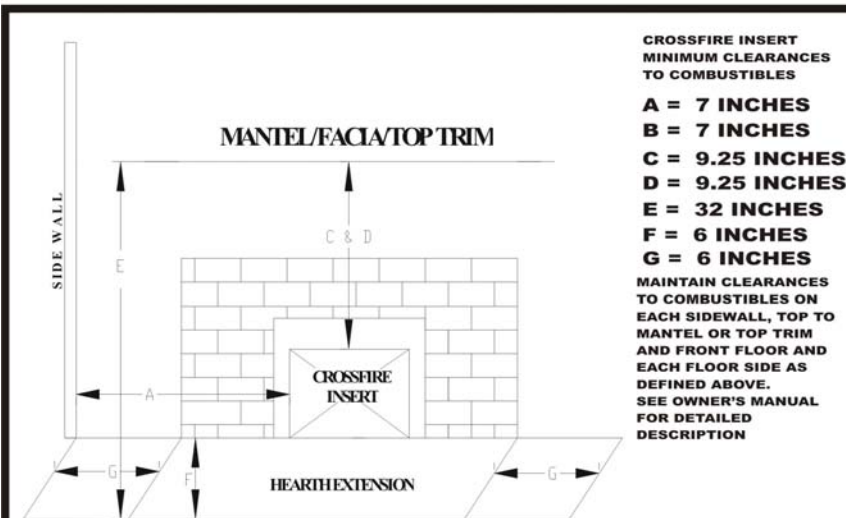 CROSSFIRE INSERT
MINIMUM CLEARANCES
TO COMBUSTIBLES
A = 7 INCHES
B = 7 INCHES
C = 9.25 INCHES
D = 9.25 INCHES
E = 32 INCHES
F = 6 INCHES
G = 6 INCHES
MAINTAIN CLEARANCES
TO COMBUSTIBLES ON
EACH SIDEWALL, TOP TO
MANTEL OR TOP TRIM
AND FRONT FLOOR AND
EACH FLOOR SIDE AS
DEFINED ABOVE.
SEE OWNER'S MANUAL
FOR DETAILED
DESCRIPTION
MANTEL/FACIA/TOP TRIM
SIDE WALL
E
C & D
A
CROSSFIRE
INSERT
G
F
HEARTH EXTENSION
G